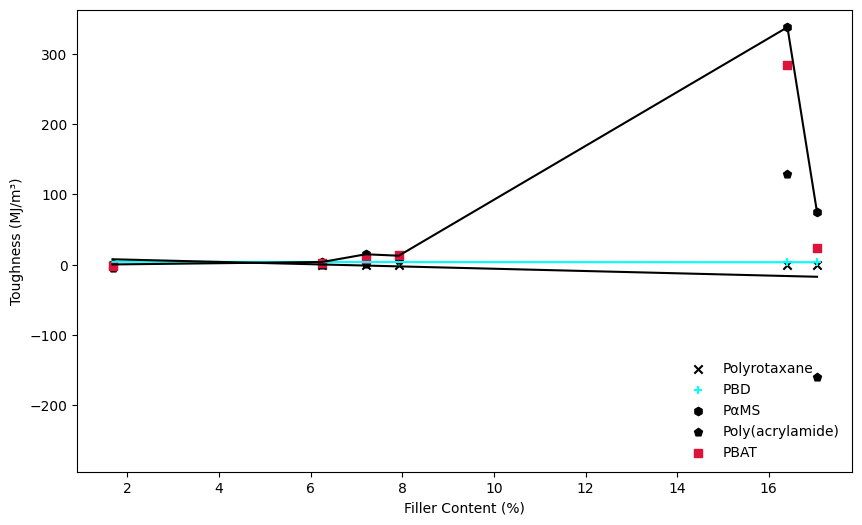 300
200
100
0
−100
−200
Toughness (MJ/m³)
2
4
6
8
10
12
14
16
Filler Content (%)
Polyrotaxane
PBD
PαMS
Poly(acrylamide)
PBAT